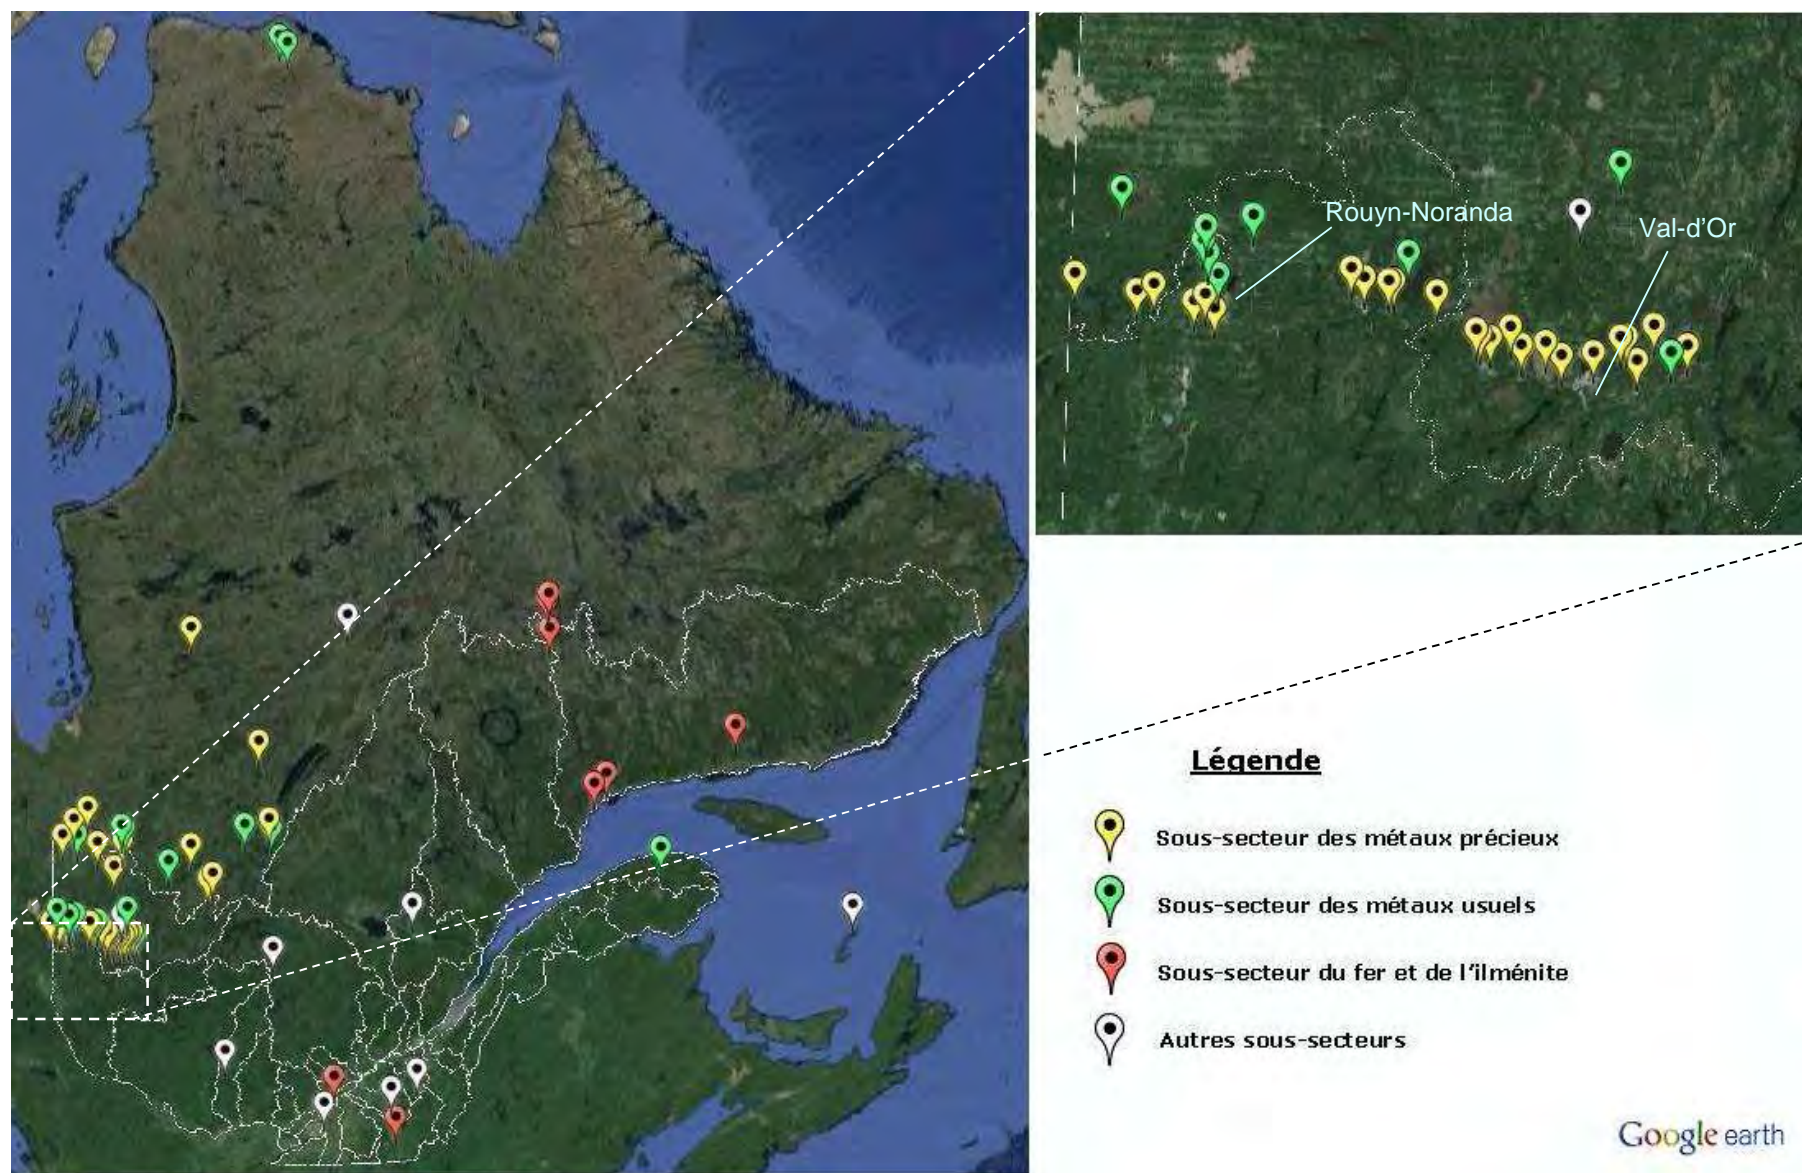 Rouyn-Noranda
Val-d'Or
Légende
Sous-secteur des métaux précieux
Sous-secteur des métaux usuels
Sous-secteur du fer et de l'ilménite
Autres sous-secteurs
Google earth